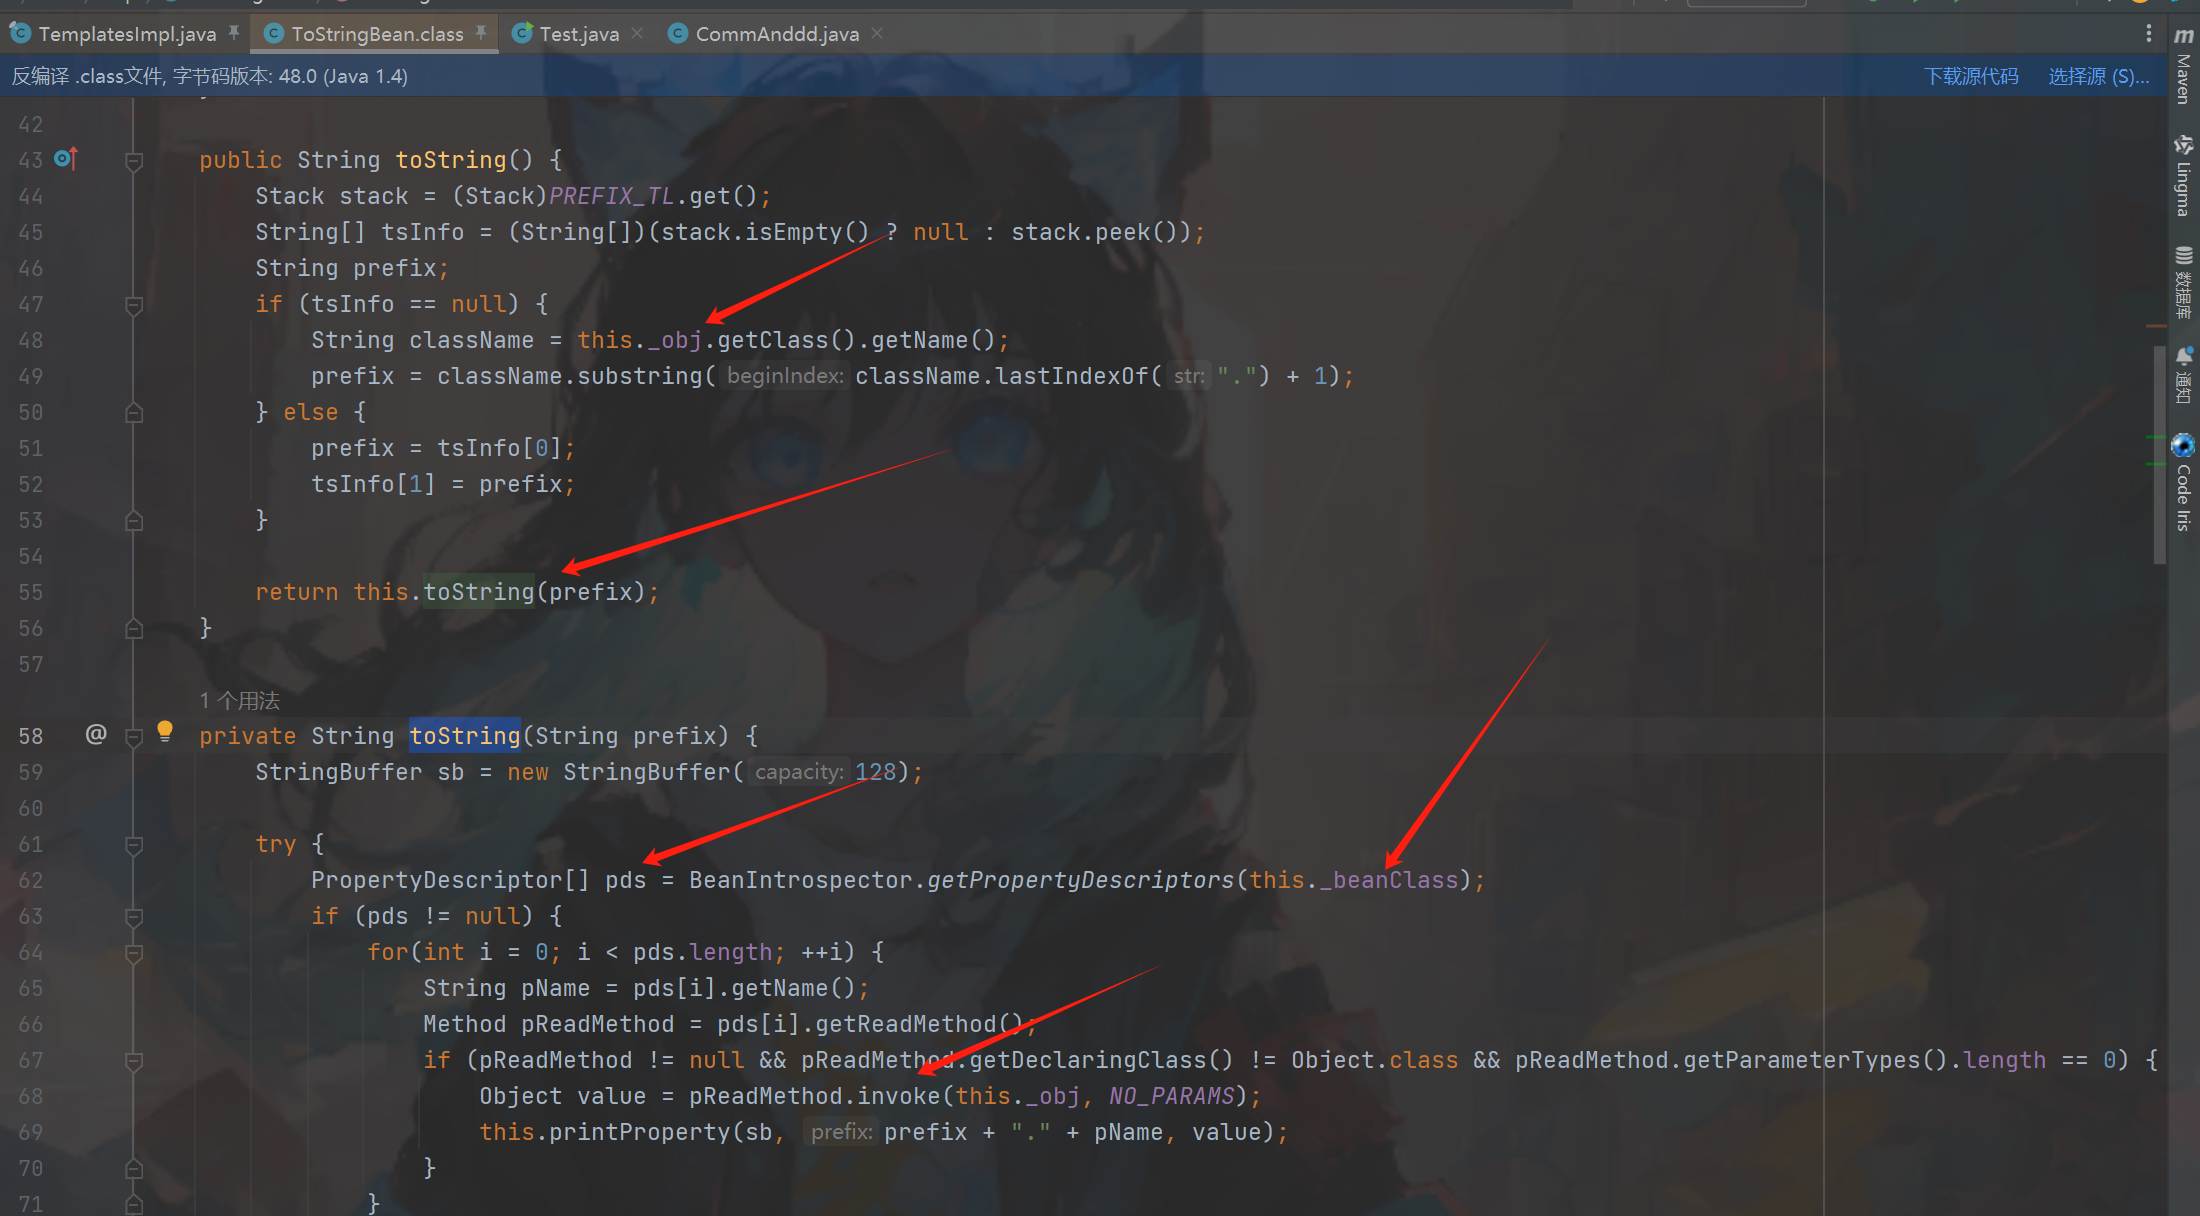 TemplatesImpl.java ToStringBean.class Test.java CommAnddd.java
反编译 .class文件, 字节码版本: 48.0 (Java 1.4) 下载源代码 选择源 (S)...
42
43 public String toString() {
44 Stack stack = (Stack)PREFIX_TL.get();
45 String[] tsInfo = (String[])(stack.isEmpty() ? null : stack.peek());
46 String prefix;
47 if (tsInfo == null) {
48 String className = this._obj.getClass().getName();
49 prefix = className.substring( beginIndex: className.lastIndexOf( str: ".") + 1);
50 } else {
51 prefix = tsInfo[0];
52 tsInfo[1] = prefix;
53 }
54
55 return this.toString(prefix);
56 }
57
1 个用法
58 @ private String toString(String prefix) {
59 StringBuffer sb = new StringBuffer( capacity: 128);
60
61 try {
62 PropertyDescriptor[] pds = BeanIntrospector.getPropertyDescriptors(this._beanClass);
63 if (pds != null) {
64 for(int i = 0; i < pds.length; ++i) {
65 String pName = pds[i].getName();
66 Method pReadMethod = pds[i].getReadMethod();
67 if (pReadMethod != null && pReadMethod.getDeclaringClass() != Object.class && pReadMethod.getParameterTypes().length == 0) {
68 Object value = pReadMethod.invoke(this._obj, NO_PARAMS);
69 this.printProperty(sb, prefix: prefix + "." + pName, value);
70 }
71 }
m Maven
Lingma
数据库
通知
Code Iris